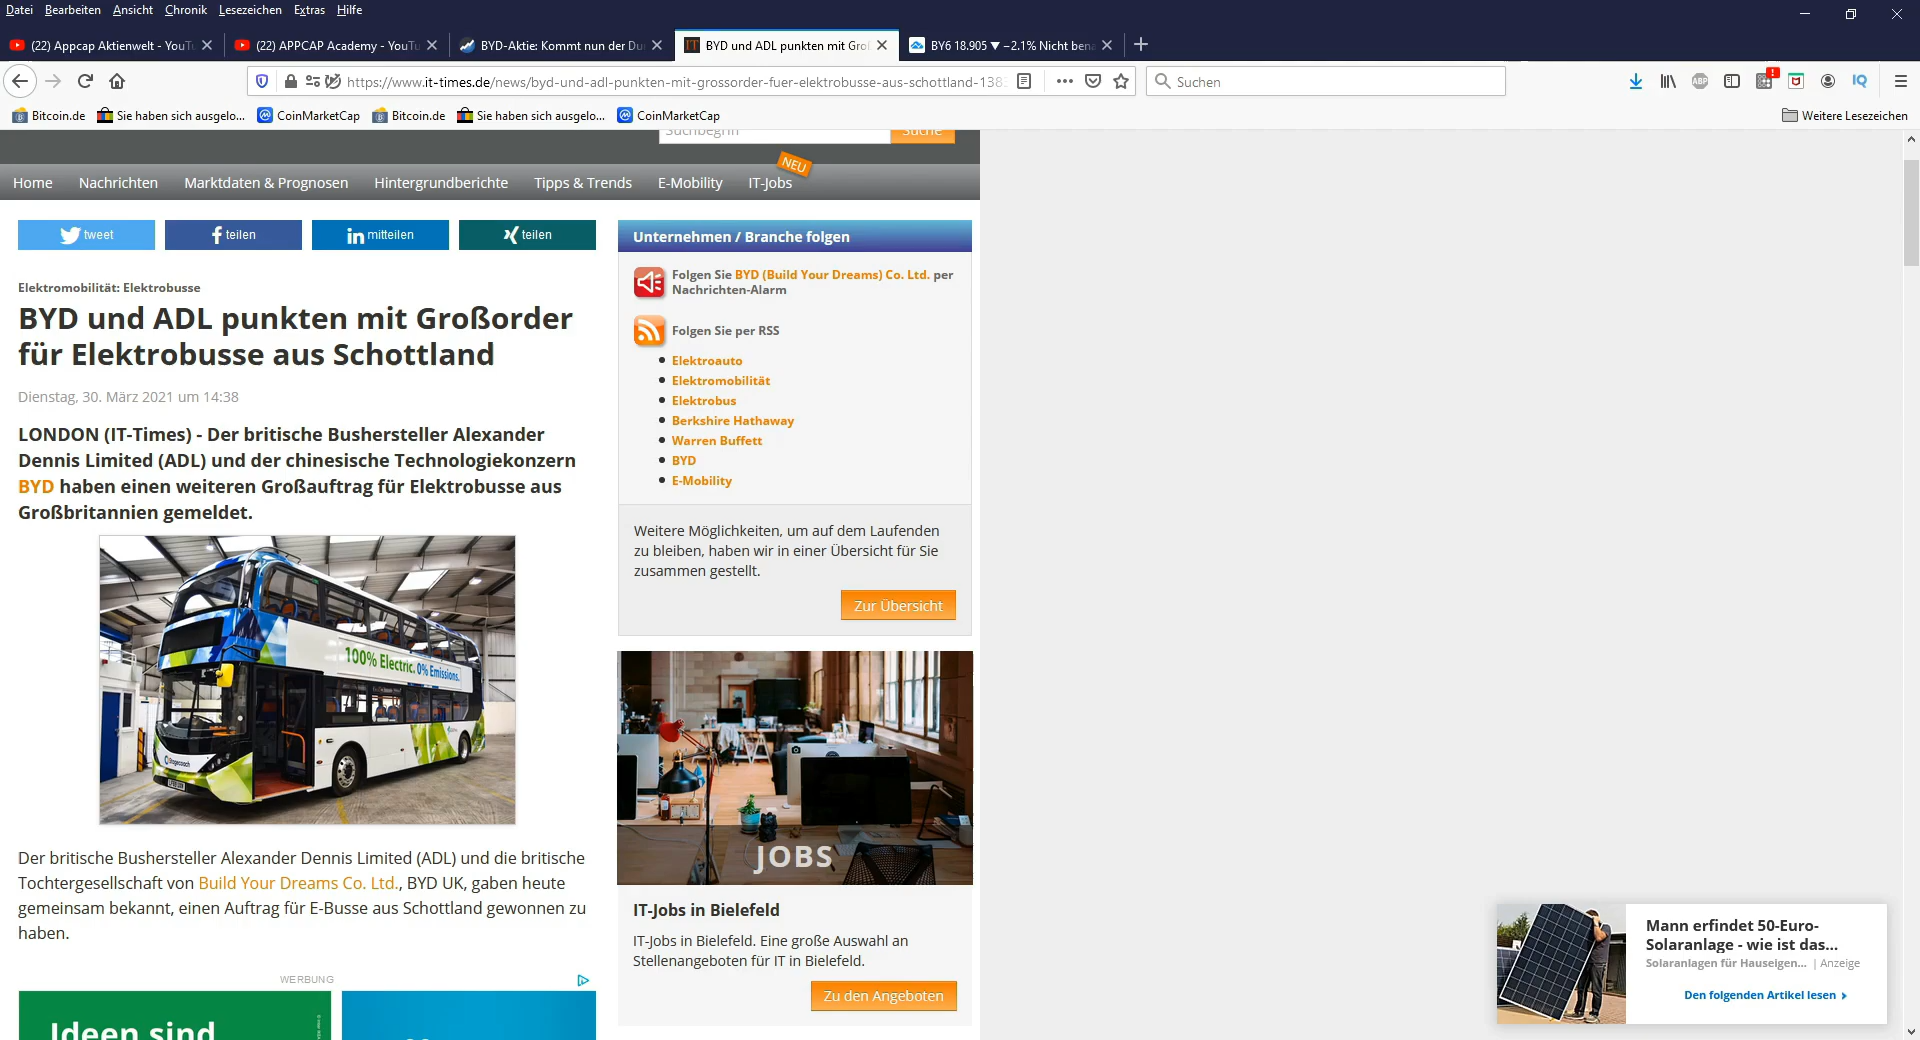 Datei Bearbeiten Ansicht Chronik Lesezeichen Extras Hilfe
(22) Appcap Aktienwelt - YouTu
(22) APPCAP Academy - YouTu
BYD-Aktie: Kommt nun der Du
BYD und ADL punkten mit Groß
BY6 18.905 ▼ −2.1% Nicht bena
https://www.it-times.de/news/byd-und-adl-punkten-mit-grossorder-fuer-elektrobusse-aus-schottland-138
Suchen
ABP
IQ
Bitcoin.de
Sie haben sich ausgelo...
CoinMarketCap
Bitcoin.de
Sie haben sich ausgelo...
CoinMarketCap
Weitere Lesezeichen
Suchbegriff
Suche
NEU
Home Nachrichten Marktdaten & Prognosen Hintergrundberichte Tipps & Trends E-Mobility IT-Jobs
tweet
teilen
mitteilen
teilen
Elektromobilität: Elektrobusse
BYD und ADL punkten mit Großorder
für Elektrobusse aus Schottland
Dienstag, 30. März 2021 um 14:38
LONDON (IT-Times) - Der britische Bushersteller Alexander
Dennis Limited (ADL) und der chinesische Technologiekonzern
BYD haben einen weiteren Großauftrag für Elektrobusse aus
Großbritannien gemeldet.
100% Electric. 0% Emissions.
Stagecoach
Der britische Bushersteller Alexander Dennis Limited (ADL) und die britische
Tochtergesellschaft von Build Your Dreams Co. Ltd., BYD UK, gaben heute
gemeinsam bekannt, einen Auftrag für E-Busse aus Schottland gewonnen zu
haben.
WERBUNG
Ideen sind
Unternehmen / Branche folgen
Folgen Sie BYD (Build Your Dreams) Co. Ltd. per
Nachrichten-Alarm
Folgen Sie per RSS
Elektroauto
Elektromobilität
Elektrobus
Berkshire Hathaway
Warren Buffett
BYD
E-Mobility
Weitere Möglichkeiten, um auf dem Laufenden
zu bleiben, haben wir in einer Übersicht für Sie
zusammen gestellt.
Zur Übersicht
JOBS
IT-Jobs in Bielefeld
IT-Jobs in Bielefeld. Eine große Auswahl an
Stellenangeboten für IT in Bielefeld.
Zu den Angeboten
Mann erfindet 50-Euro-
Solaranlage - wie ist das...
Solaranlagen für Hauseigen... | Anzeige
Den folgenden Artikel lesen